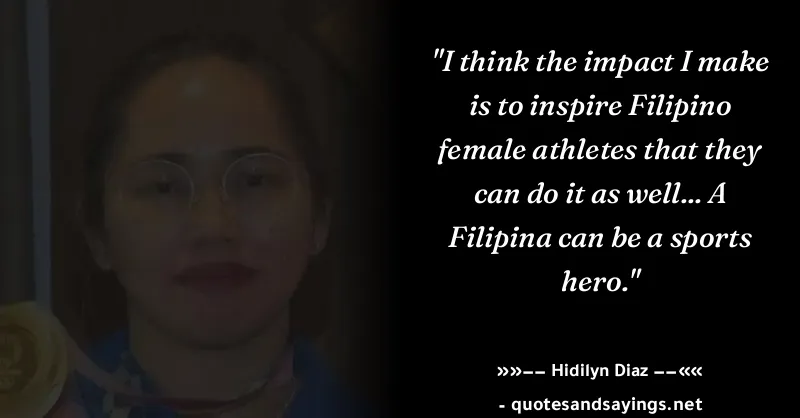 "I think the impact I make
is to inspire Filipino
female athletes that they
can do it as well... A
Filipina can be a sports
hero."
»»−− Hidilyn Diaz −−««
- quotesandsayings.net